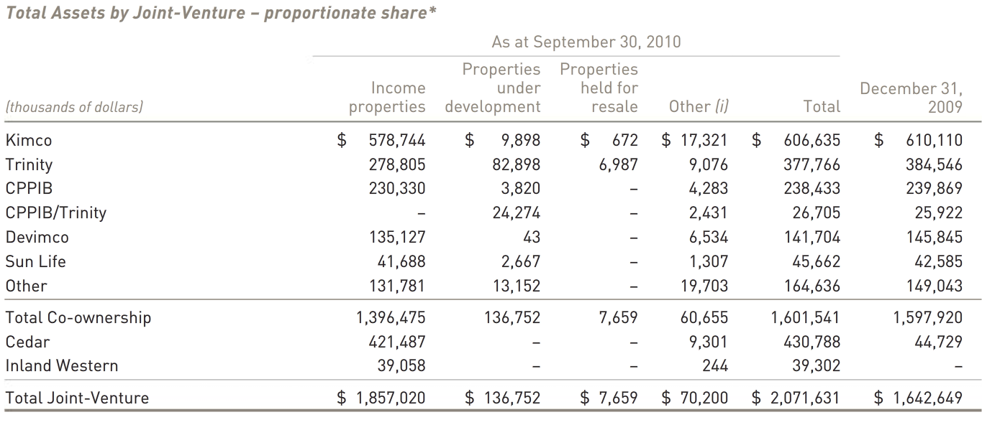 Total Assets by Joint-Venture – proportionate share*
As at September 30, 2010
Properties Properties
Income under held for December 31,
(thousands of dollars) properties development resale Other (i) Total 2009
Kimco $ 578,744 $ 9,898 $ 672 $ 17,321 $ 606,635 $ 610,110
Trinity 278,805 82,898 6,987 9,076 377,766 384,546
CPPIB 230,330 3,820 – 4,283 238,433 239,869
CPPIB/Trinity – 24,274 – 2,431 26,705 25,922
Devimco 135,127 43 – 6,534 141,704 145,845
Sun Life 41,688 2,667 – 1,307 45,662 42,585
Other 131,781 13,152 – 19,703 164,636 149,043
Total Co-ownership 1,396,475 136,752 7,659 60,655 1,601,541 1,597,920
Cedar 421,487 – – 9,301 430,788 44,729
Inland Western 39,058 – – 244 39,302 –
Total Joint-Venture $ 1,857,020 $ 136,752 $ 7,659 $ 70,200 $ 2,071,631 $ 1,642,649